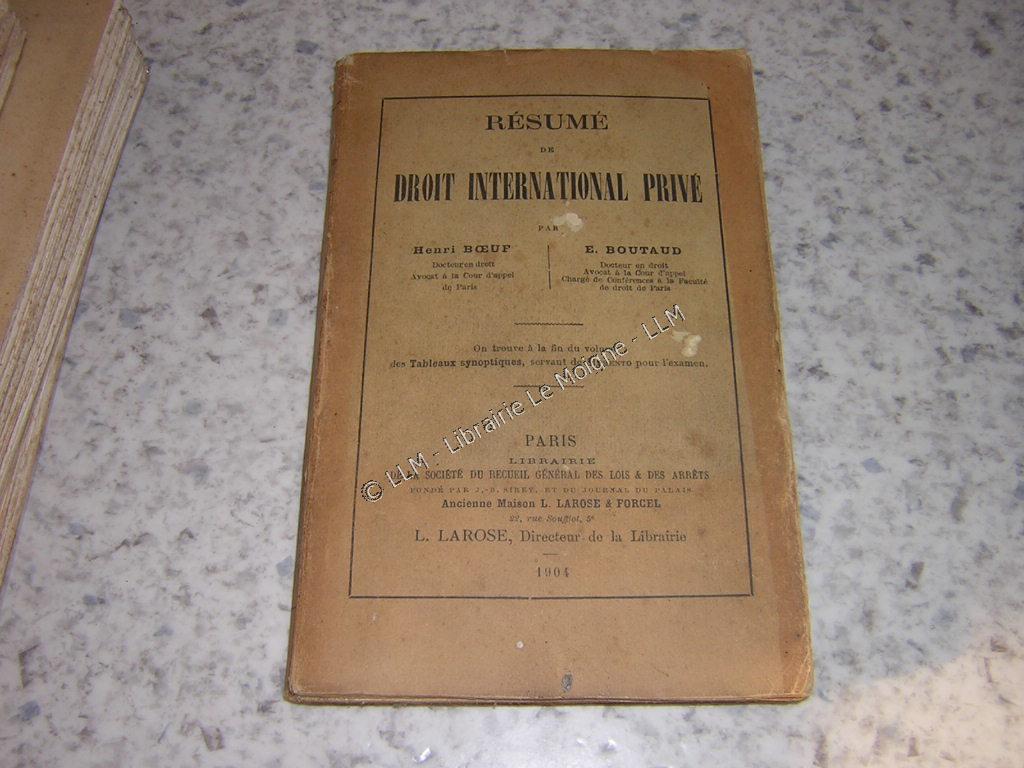 RÉSUMÉ
DE
DROIT INTERNATIONAL PRIVÉ
PAR
Henri BŒUF
Docteur en droit
Avocat à la Cour d'appel
de Paris
E. BOUTAUD
Docteur en droit
Avocat à la Cour d'appel
Chargé de Conférences à la Faculté
de droit de Paris
On trouve à la fin du volume
des Tableaux synoptiques, servant de MEMENTO pour l'examen.
PARIS
LIBRAIRIE
DE LA SOCIÉTÉ DU RECUEIL GÉNÉRAL DES LOIS & DES ARRÊTS
FONDÉ PAR J.-B. SIREY, ET DU JOURNAL DU PALAIS
Ancienne Maison L. LAROSE & FORCEL
22, rue Soufflot, 5e
L. LAROSE, Directeur de la Librairie
1904
© LLM - Librairie Le Moigne - LLM